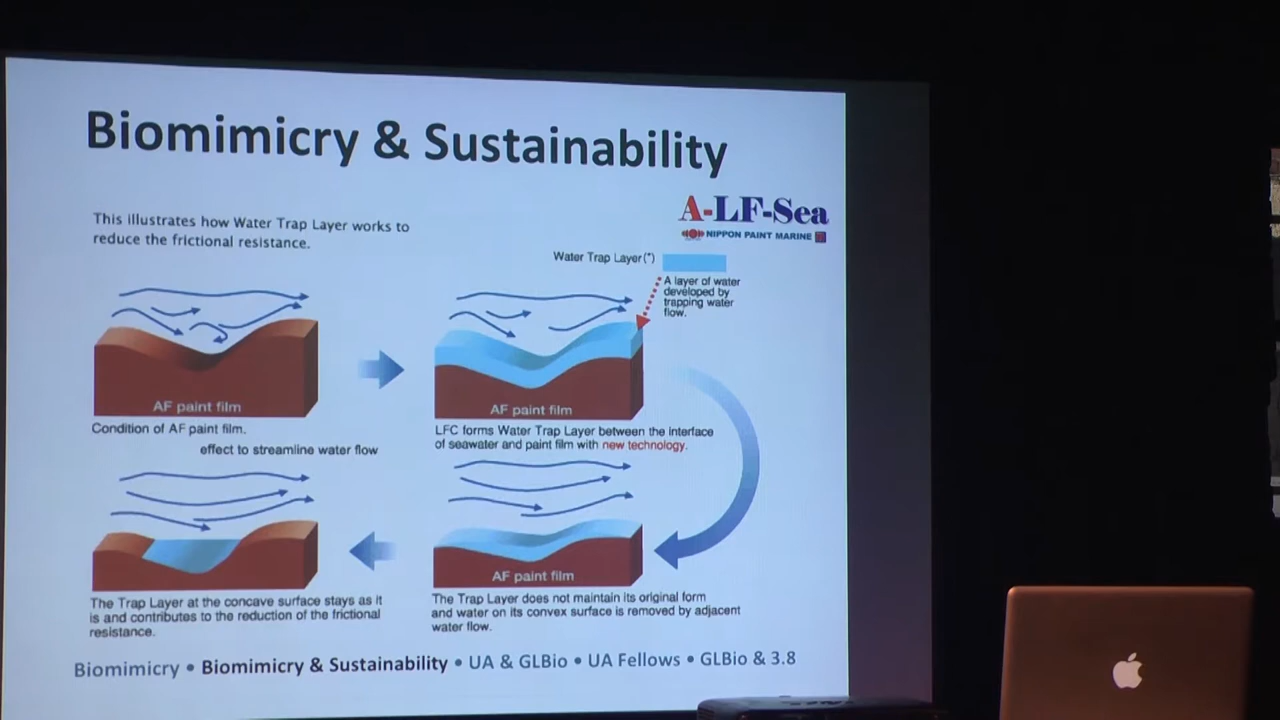 Biomimicry & Sustainability
This illustrates how Water Trap Layer works to
reduce the frictional resistance.
A-LF-Sea
NIPPON PAINT MARINE
Water Trap Layer(*)
A layer of water
developed by
trapping water
flow.
AF paint film
Condition of AF paint film.
AF paint film
LFC forms Water Trap Layer between the interface
of seawater and paint film with new technology.
effect to streamline water flow
The Trap Layer at the concave surface stays as it
is and contributes to the reduction of the frictional
resistance.
AF paint film
The Trap Layer does not maintain its original form
and water on its convex surface is removed by adjacent
water flow.
Biomimicry • Biomimicry & Sustainability • UA & GLBio • UA Fellows • GLBio & 3.8